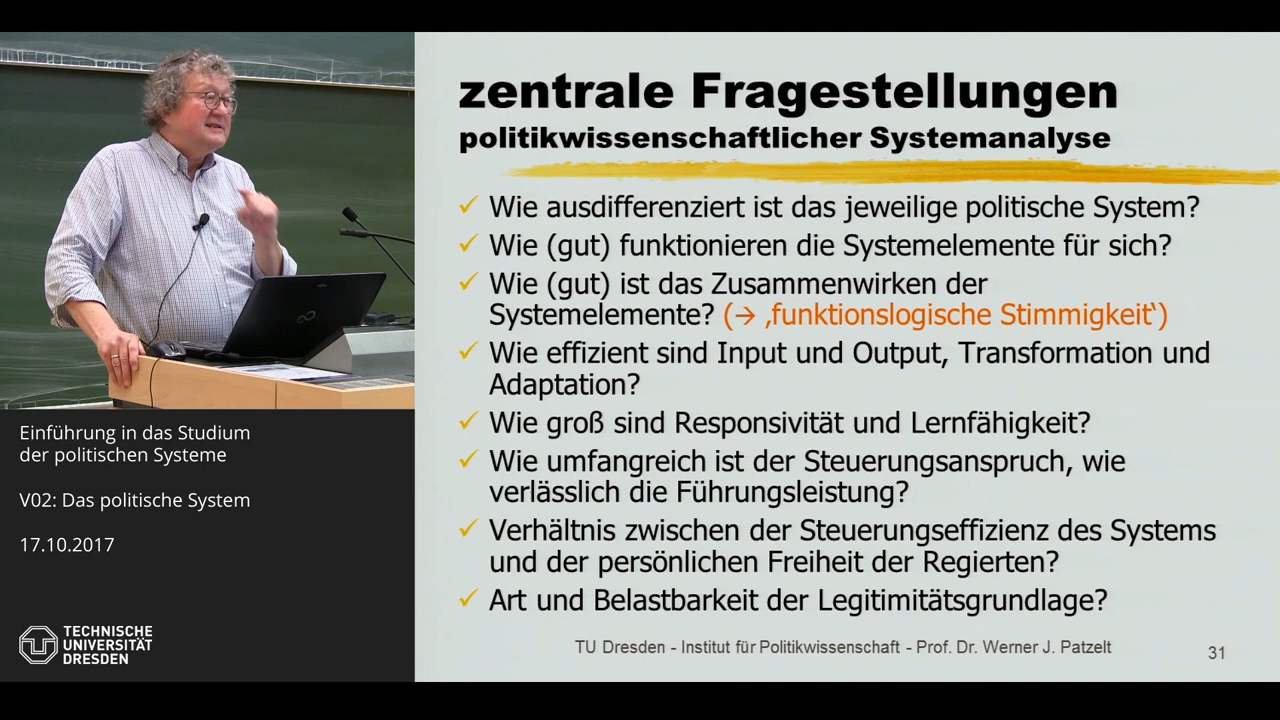 zentrale Fragestellungen
politikwissenschaftlicher Systemanalyse
Wie ausdifferenziert ist das jeweilige politische System?
Wie (gut) funktionieren die Systemelemente für sich?
Wie (gut) ist das Zusammenwirken der
Systemelemente? (→ ‚funktionslogische Stimmigkeit‘)
Wie effizient sind Input und Output, Transformation und
Adaptation?
Wie groß sind Responsivität und Lernfähigkeit?
Wie umfangreich ist der Steuerungsanspruch, wie
verlässlich die Führungsleistung?
Verhältnis zwischen der Steuerungseffizienz des Systems
und der persönlichen Freiheit der Regierten?
Art und Belastbarkeit der Legitimitätsgrundlage?
TU Dresden - Institut für Politikwissenschaft - Prof. Dr. Werner J. Patzelt
31
Einführung in das Studium
der politischen Systeme
V02: Das politische System
17.10.2017
TECHNISCHE
UNIVERSITÄT
DRESDEN